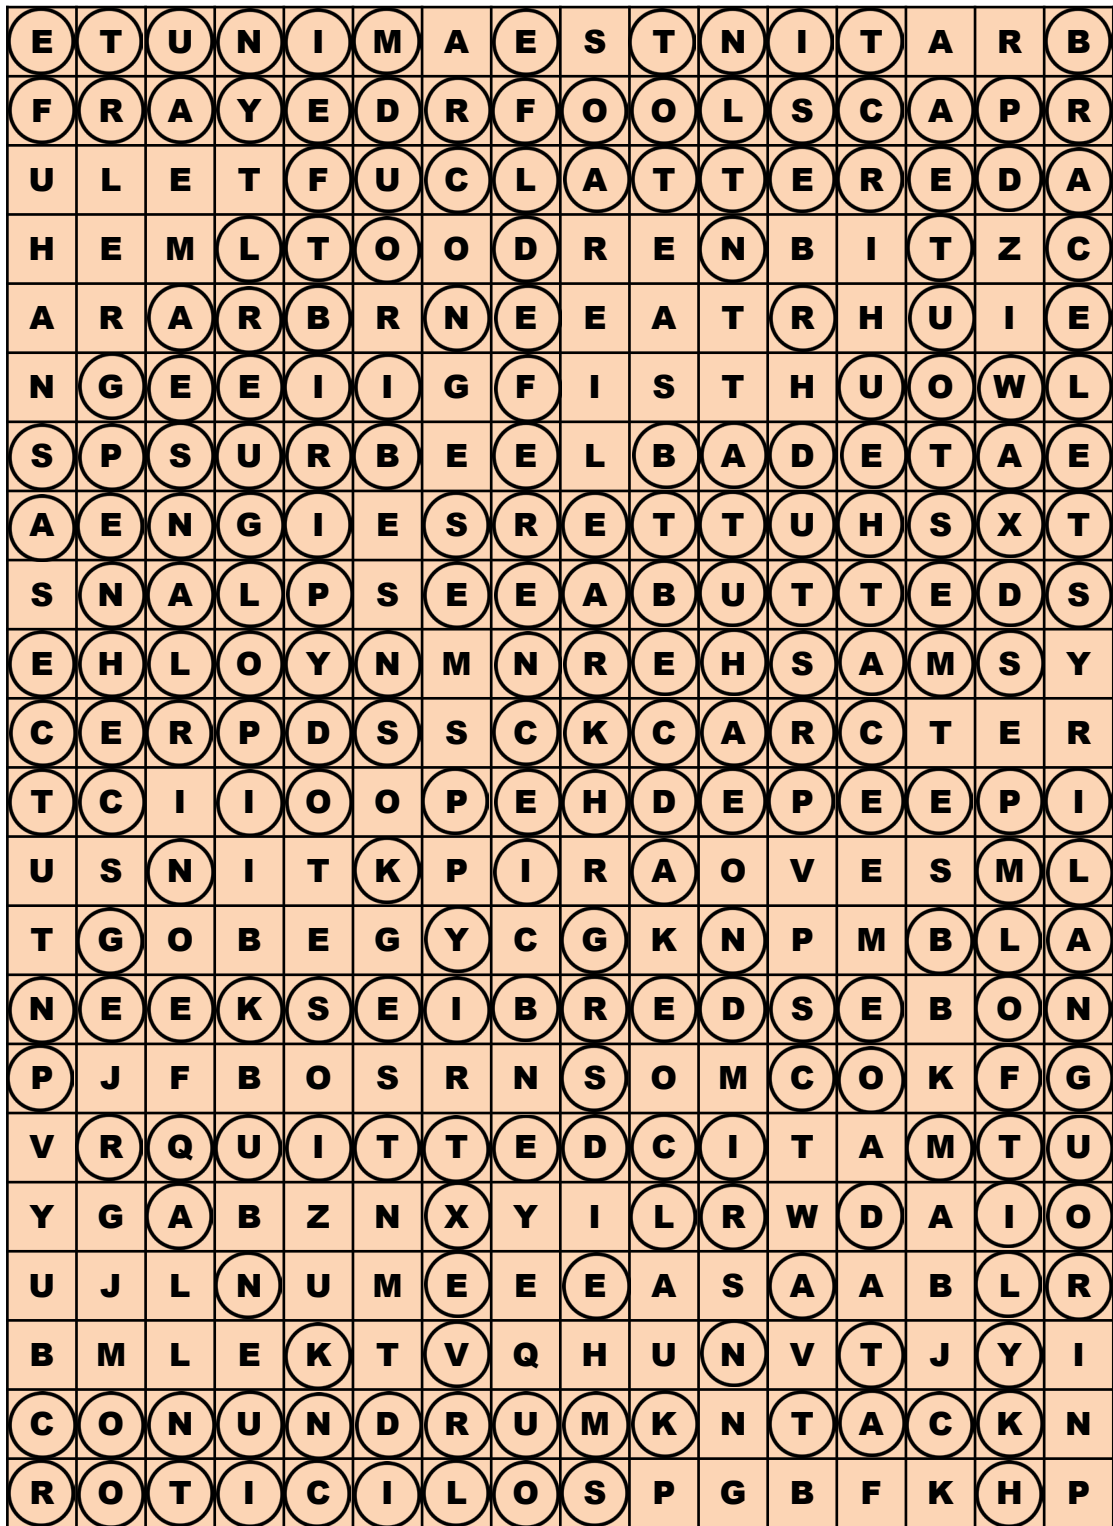 E T U N I M A E S T N I T A R B
F R A Y E D R F O O L S C A P R
U L E T F U C L A T T E R E D A
H E M L T O O D R E N B I T Z C
A R A R B R N E E A T R H U I E
N G E E I I G F I S T H U O W L
S P S U R B E E L B A D E T A E
A E N G I E S R E T T U H S X T
S N A L P S E E A B U T T E D S
E H L O Y N M N R E H S A M S Y
C E R P D S S C K C A R C T E R
T C I I O O P E H D E P E E P I
U S N I T K P I R A O V E S M L
T G O B E G Y C G K N P M B L A
N E E K S E I B R E D S E B O N
P J F B O S R N S O M C O K F G
V R Q U I T T E D C I T A M T U
Y G A B Z N X Y I L R W D A I O
U J L N U M E E E A S A A B L R
B M L E K T V Q H U N V T J Y I
C O N U N D R U M K N T A C K N
R O T I C I L O S P G B F K H P